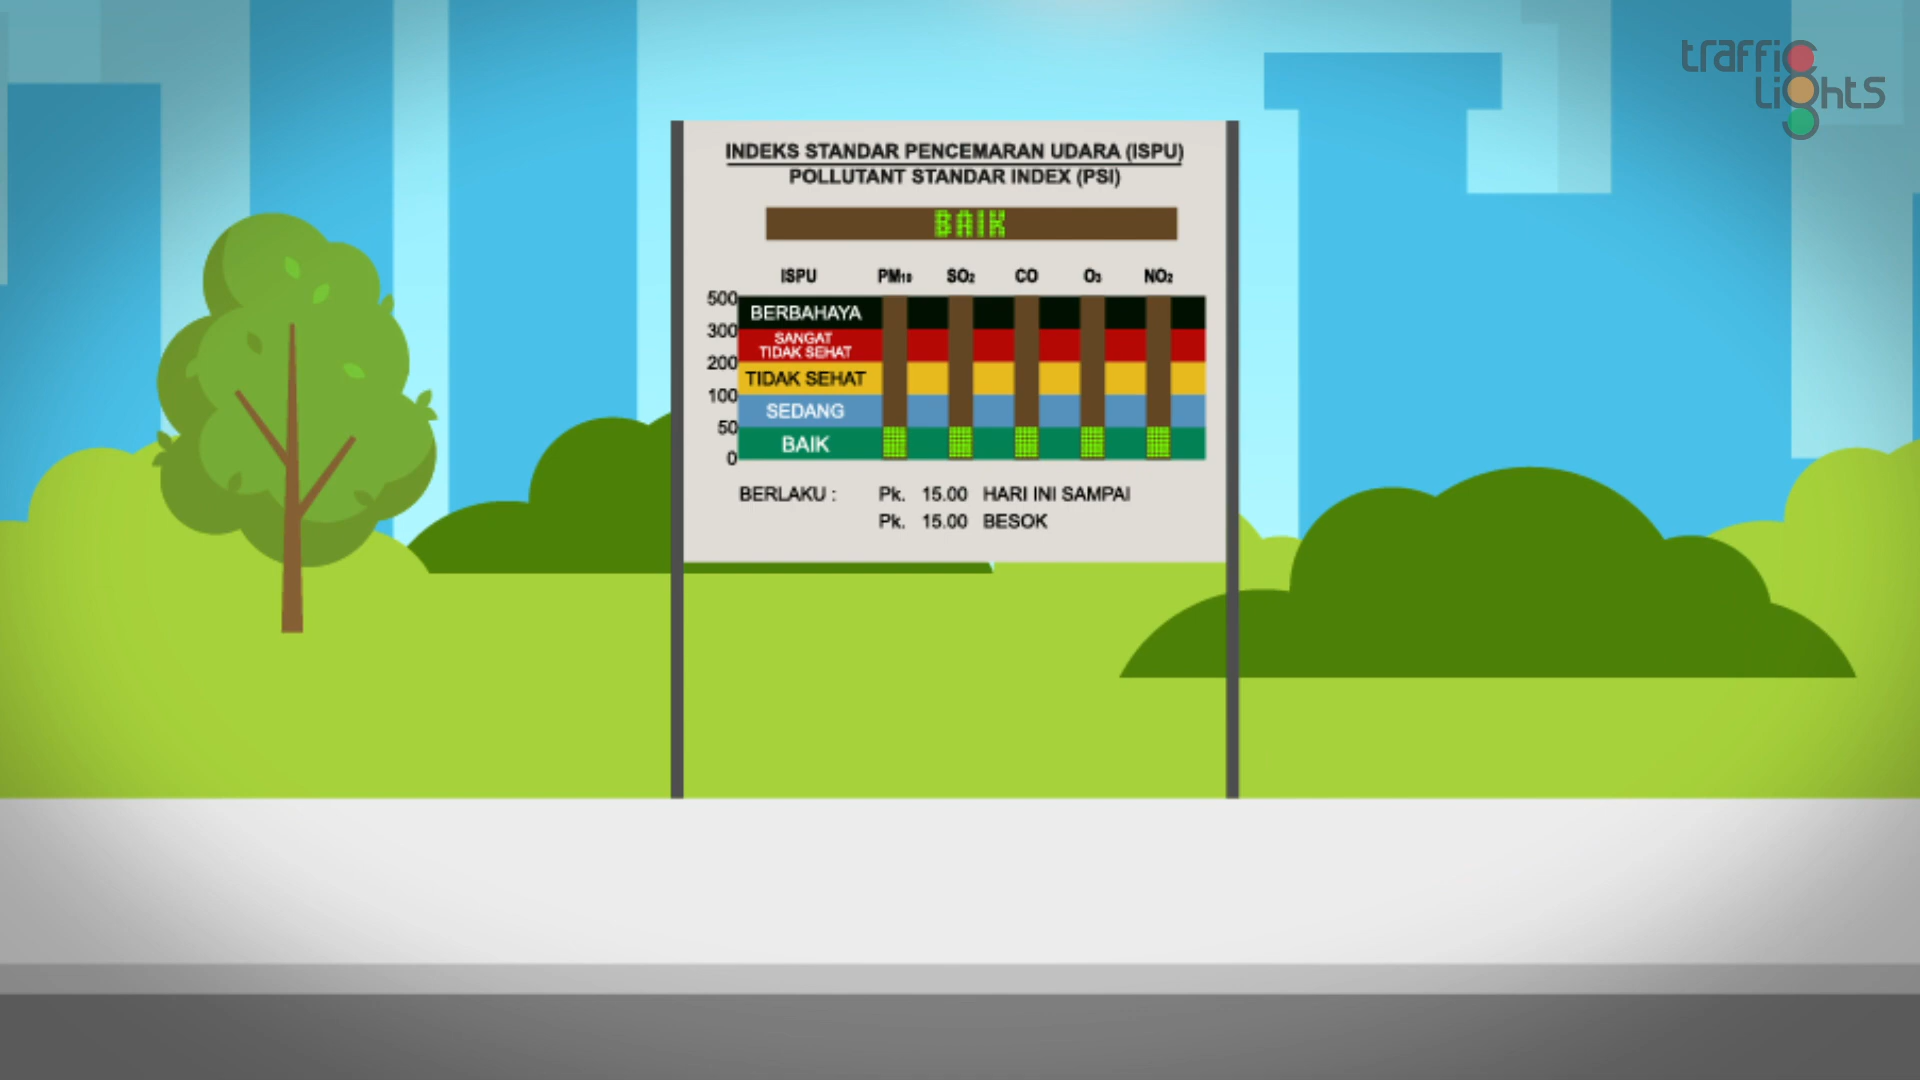 traffic
lights
INDEKS STANDAR PENCEMARAN UDARA (ISPU)
POLLUTANT STANDAR INDEX (PSI)
BAIK
ISPU PM₁₀ SO₂ CO O₃ NO₂
500
BERBAHAYA
300
SANGAT
TIDAK SEHAT
200
TIDAK SEHAT
100
SEDANG
50
BAIK
0
BERLAKU : Pk. 15.00 HARI INI SAMPAI
Pk. 15.00 BESOK